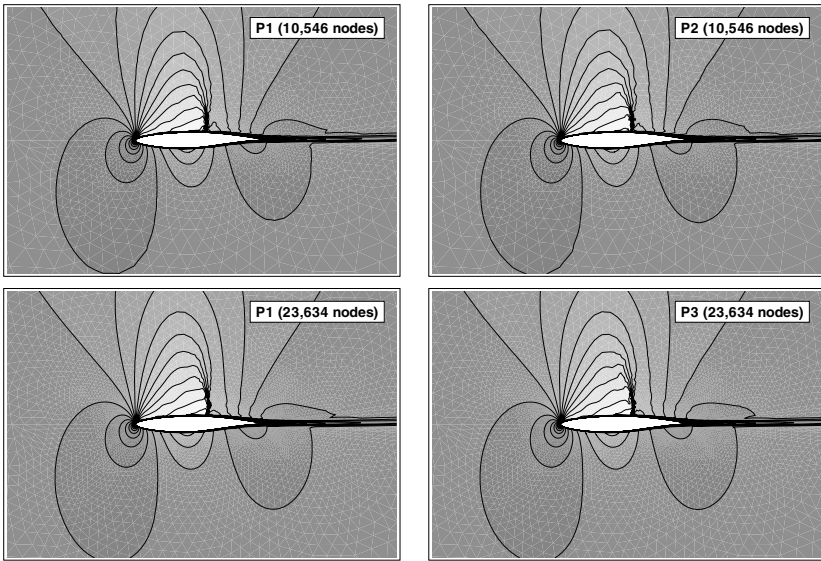 P1 (10,546 nodes)
P2 (10,546 nodes)
P1 (23,634 nodes)
P3 (23,634 nodes)